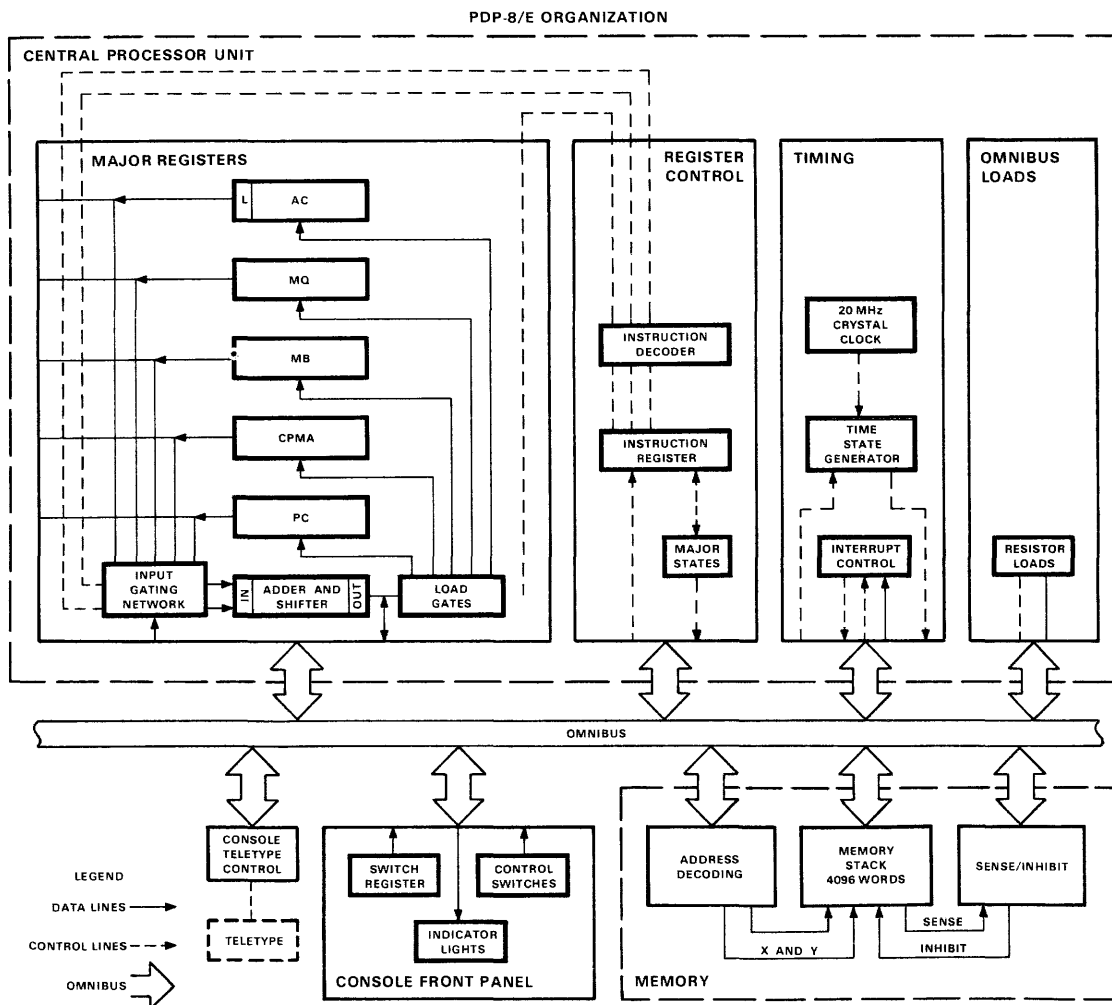 PDP-8/E ORGANIZATION
CENTRAL PROCESSOR UNIT
MAJOR REGISTERS
L
AC
MQ
MB
CPMA
PC
INPUT
GATING
NETWORK
IN
ADDER AND
SHIFTER
OUT
LOAD
GATES
REGISTER
CONTROL
INSTRUCTION
DECODER
INSTRUCTION
REGISTER
MAJOR
STATES
TIMING
20 MHz
CRYSTAL
CLOCK
TIME
STATE
GENERATOR
INTERRUPT
CONTROL
OMNIBUS
LOADS
RESISTOR
LOADS
OMNIBUS
CONSOLE
TELETYPE
CONTROL
TELETYPE
SWITCH
REGISTER
CONTROL
SWITCHES
INDICATOR
LIGHTS
CONSOLE FRONT PANEL
ADDRESS
DECODING
MEMORY
STACK
4096 WORDS
SENSE/INHIBIT
X AND Y
SENSE
INHIBIT
MEMORY
LEGEND
DATA LINES
CONTROL LINES
OMNIBUS